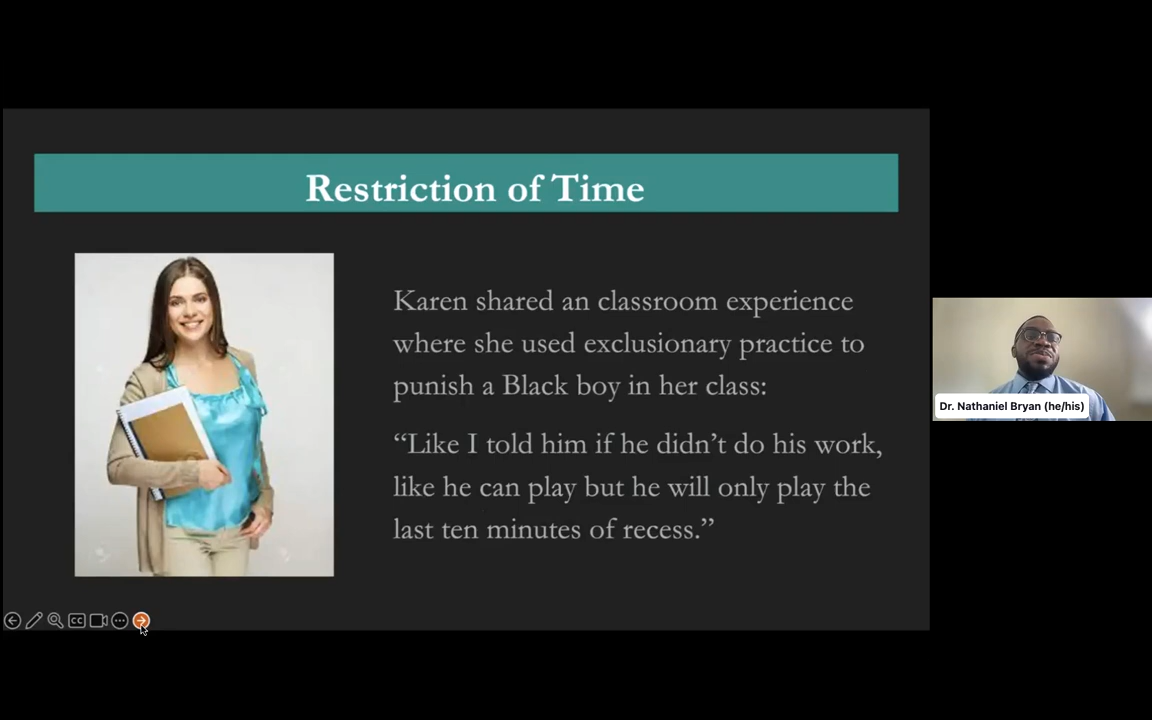 Restriction of Time
Karen shared an classroom experience
where she used exclusionary practice to
punish a Black boy in her class:
“Like I told him if he didn’t do his work,
like he can play but he will only play the
last ten minutes of recess.”
Dr. Nathaniel Bryan (he/his)
CC